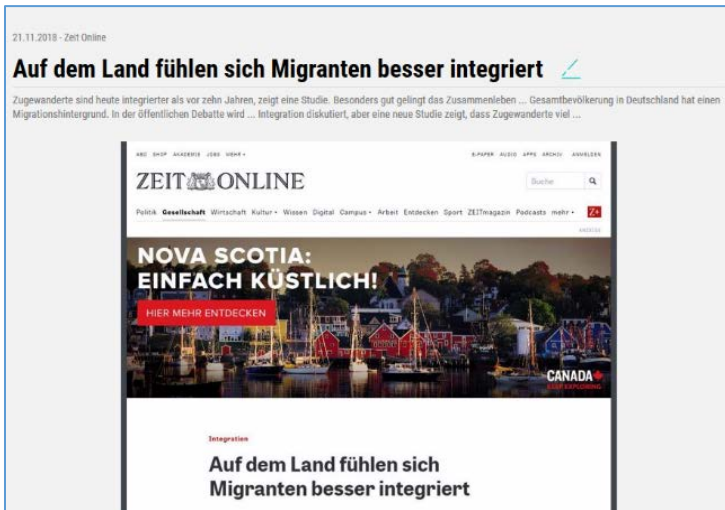 21.11.2018 - Zeit Online
Auf dem Land fühlen sich Migranten besser integriert
Zugewanderte sind heute integrierter als vor zehn Jahren, zeigt eine Studie. Besonders gut gelingt das Zusammenleben ... Gesamtbevölkerung in Deutschland hat einen
Migrationshintergrund. In der öffentlichen Debatte wird ... Integration diskutiert, aber eine neue Studie zeigt, dass Zugewanderte viel ...
ABO SHOP AKADEMIE JOBS MEHR E-PAPER AUDIO APPS ARCHIV ANMELDEN
ZEIT ONLINE
Suche
Politik Gesellschaft Wirtschaft Kultur Wissen Digital Campus Arbeit Entdecken Sport ZEITmagazin Podcasts mehr Z+
ANZEIGE
NOVA SCOTIA:
EINFACH KÜSTLICH!
HIER MEHR ENTDECKEN
CANADA
KEEP EXPLORING
Integration
Auf dem Land fühlen sich
Migranten besser integriert